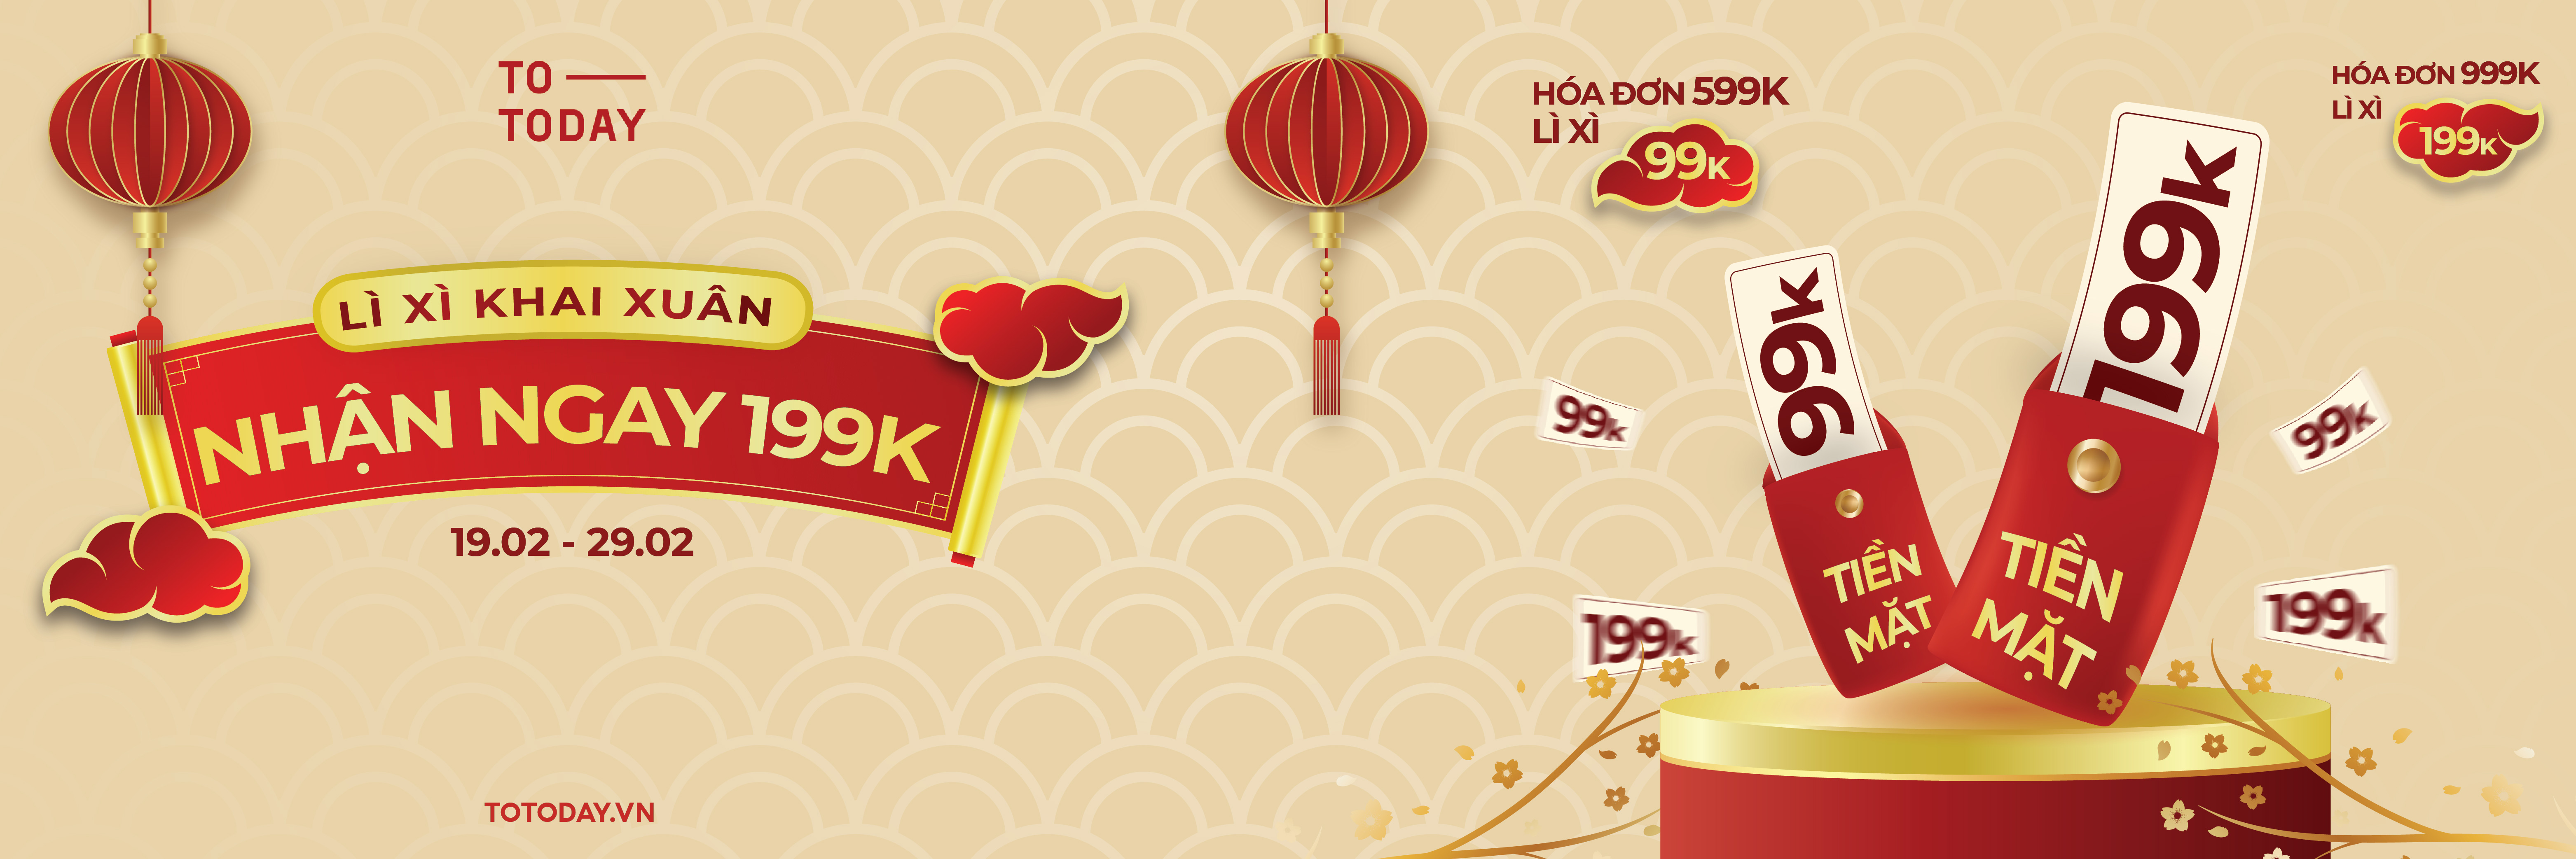 TO
TODAY
LÌ XÌ KHAI XUÂN
NHẬN NGAY 199K
19.02 - 29.02
TOTODAY.VN
HÓA ĐƠN 599K
LÌ XÌ
99K
HÓA ĐƠN 999K
LÌ XÌ
199K
99K
199K
TIỀN
MẶT
TIỀN
MẶT
99K
199K
99K
199K